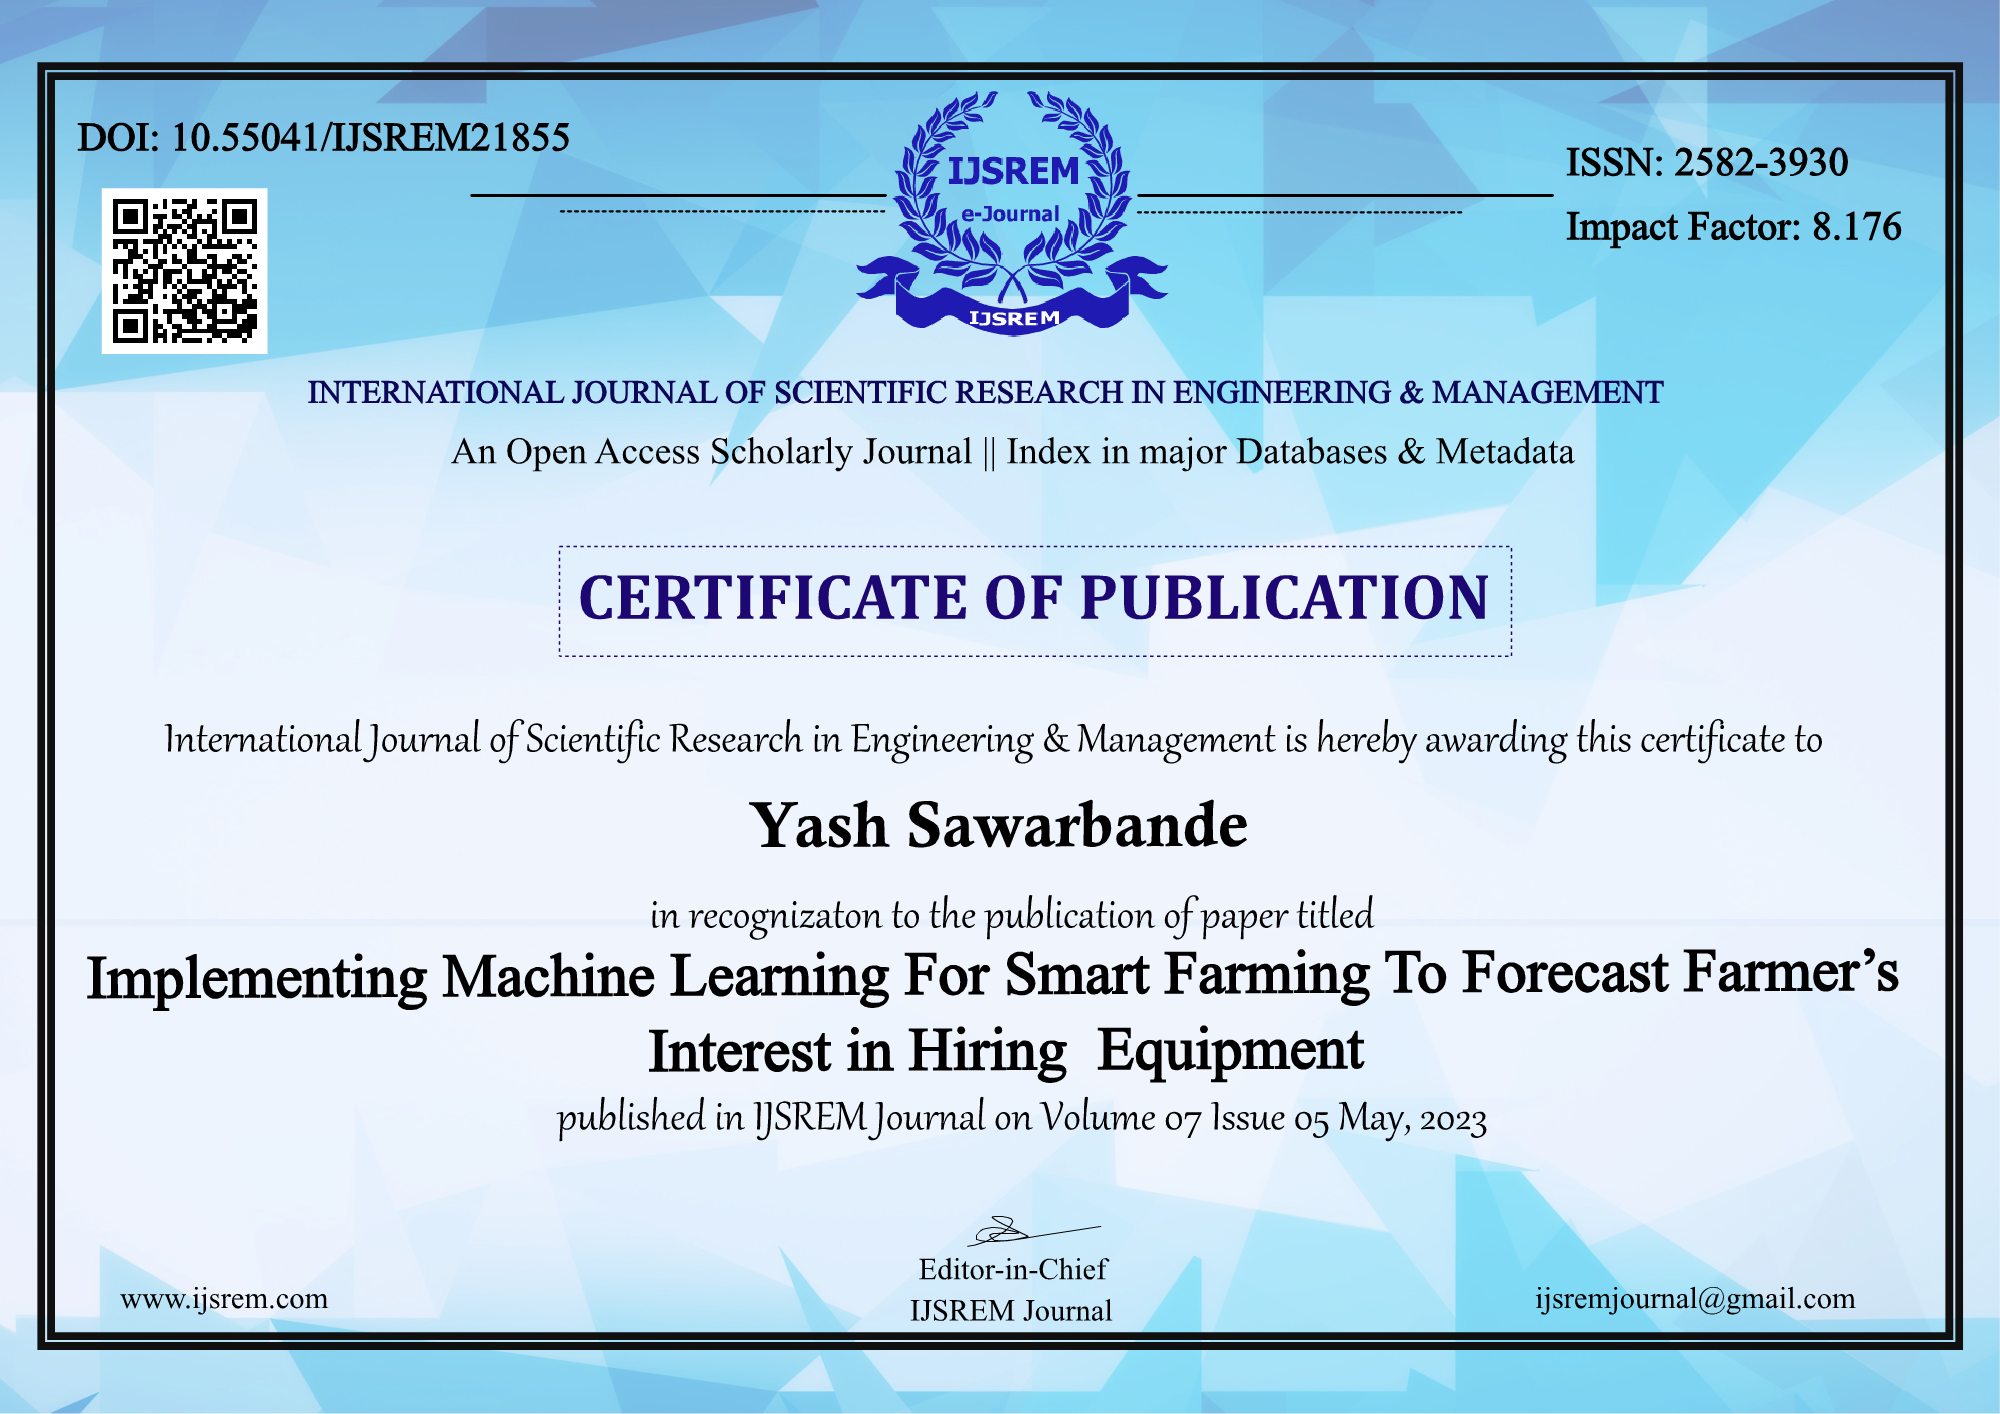 DOI: 10.55041/IJSREM21855
ISSN: 2582-3930
Impact Factor: 8.176
IJSREM
e-Journal
IJSREM
INTERNATIONAL JOURNAL OF SCIENTIFIC RESEARCH IN ENGINEERING & MANAGEMENT
An Open Access Scholarly Journal || Index in major Databases & Metadata
CERTIFICATE OF PUBLICATION
International Journal of Scientific Research in Engineering & Management is hereby awarding this certificate to
Yash Sawarbande
in recognizaton to the publication of paper titled
Implementing Machine Learning For Smart Farming To Forecast Farmer’s
Interest in Hiring  Equipment
published in IJSREM Journal on Volume 07 Issue 05 May, 2023
Editor-in-Chief
IJSREM Journal
www.ijsrem.com
ijsremjournal@gmail.com